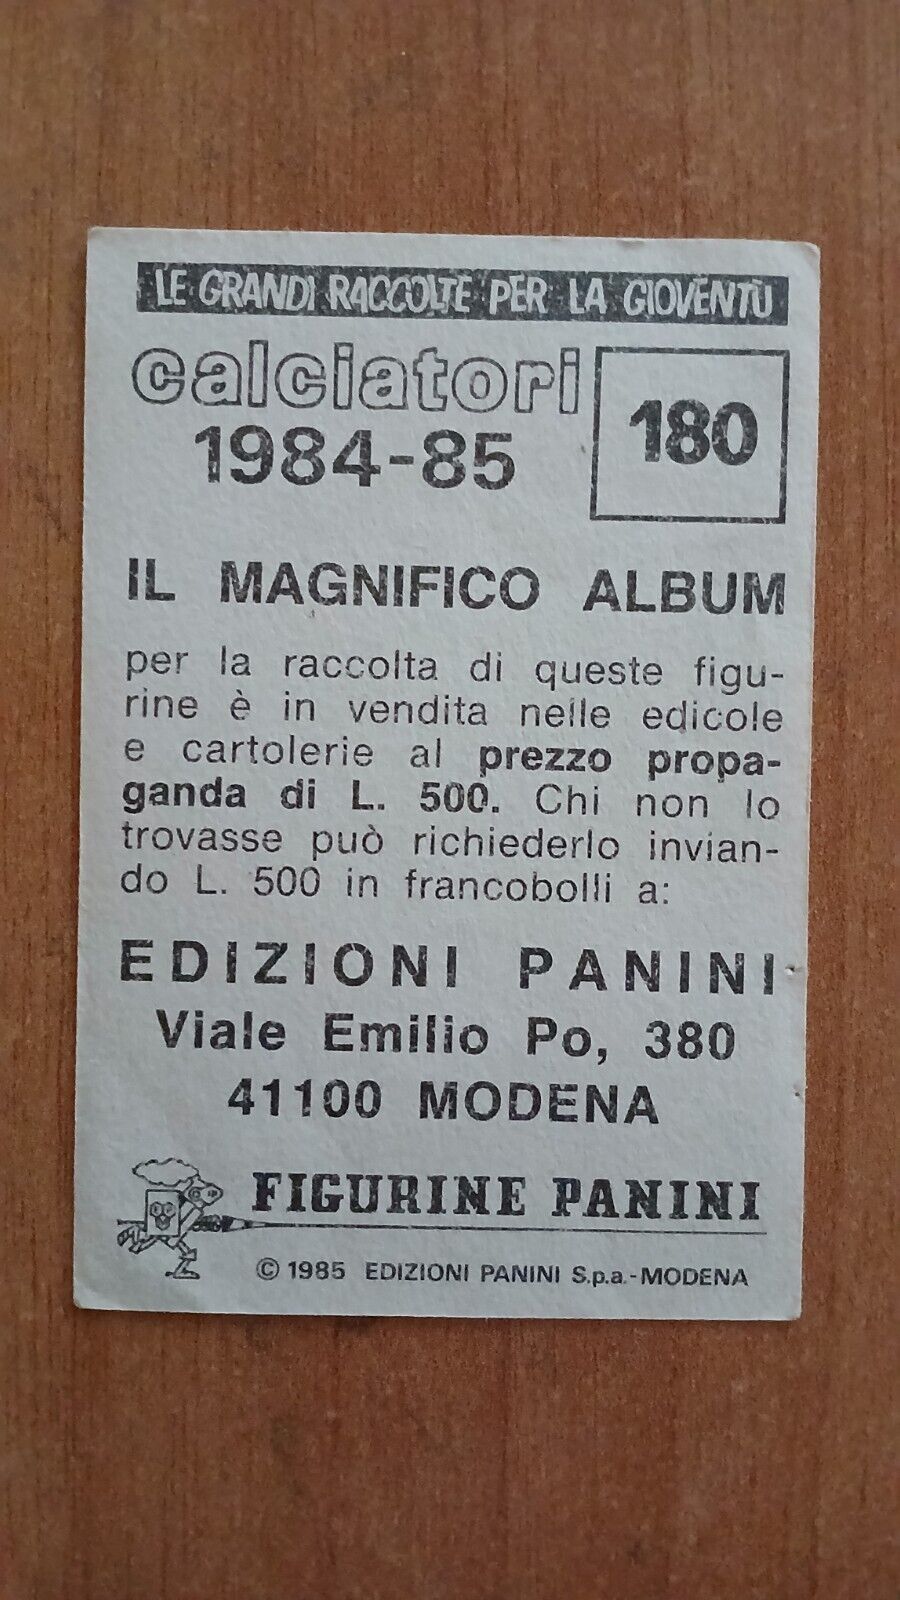 LE GRANDI RACCOLTE PER LA GIOVENTÙ
calciatori
1984-85
180
IL MAGNIFICO ALBUM
per la raccolta di queste figu-
rine è in vendita nelle edicole
e cartolerie al prezzo propa-
ganda di L. 500. Chi non lo
trovasse può richiederlo invian-
do L. 500 in francobolli a:
EDIZIONI PANINI
Viale Emilio Po, 380
41100 MODENA
FIGURINE PANINI
© 1985 EDIZIONI PANINI S.p.a.-MODENA